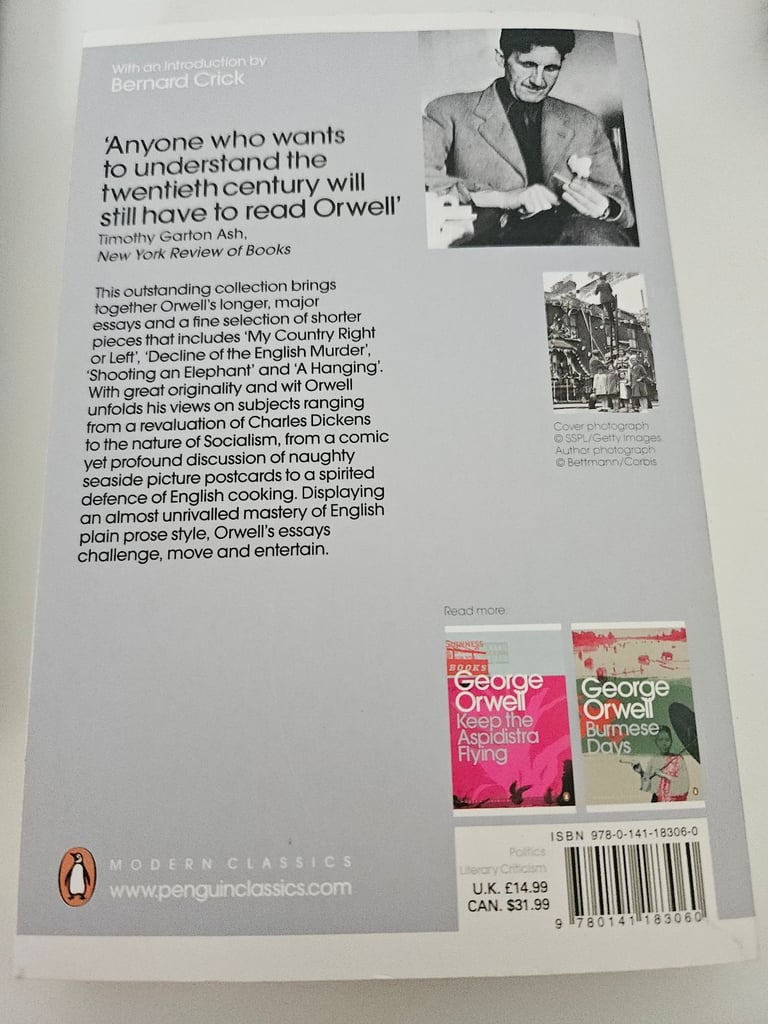 With an Introduction by
Bernard Crick
'Anyone who wants
to understand the
twentieth century will
still have to read Orwell'
Timothy Garton Ash,
New York Review of Books
This outstanding collection brings
together Orwell's longer, major
essays and a fine selection of shorter
pieces that includes 'My Country Right
or Left', 'Decline of the English Murder',
'Shooting an Elephant' and 'A Hanging'.
With great originality and wit Orwell
unfolds his views on subjects ranging
from a revaluation of Charles Dickens
to the nature of Socialism, from a comic
yet profound discussion of naughty
seaside picture postcards to a spirited
defence of English cooking. Displaying
an almost unrivalled mastery of English
plain prose style, Orwell's essays
challenge, move and entertain.
Cover photograph
© SSPL/Getty Images.
Author photograph
© Bettmann/Corbis
Read more:
GUINNESS
BOOKS
George
Orwell
Keep the
Aspidistra
Flying
George
Orwell
Burmese
Days
MODERN CLASSICS
www.penguinclassics.com
Politics
Literary Criticism
U.K. £14.99
CAN. $31.99
ISBN 978-0-141-18306-0
9 780141 183060